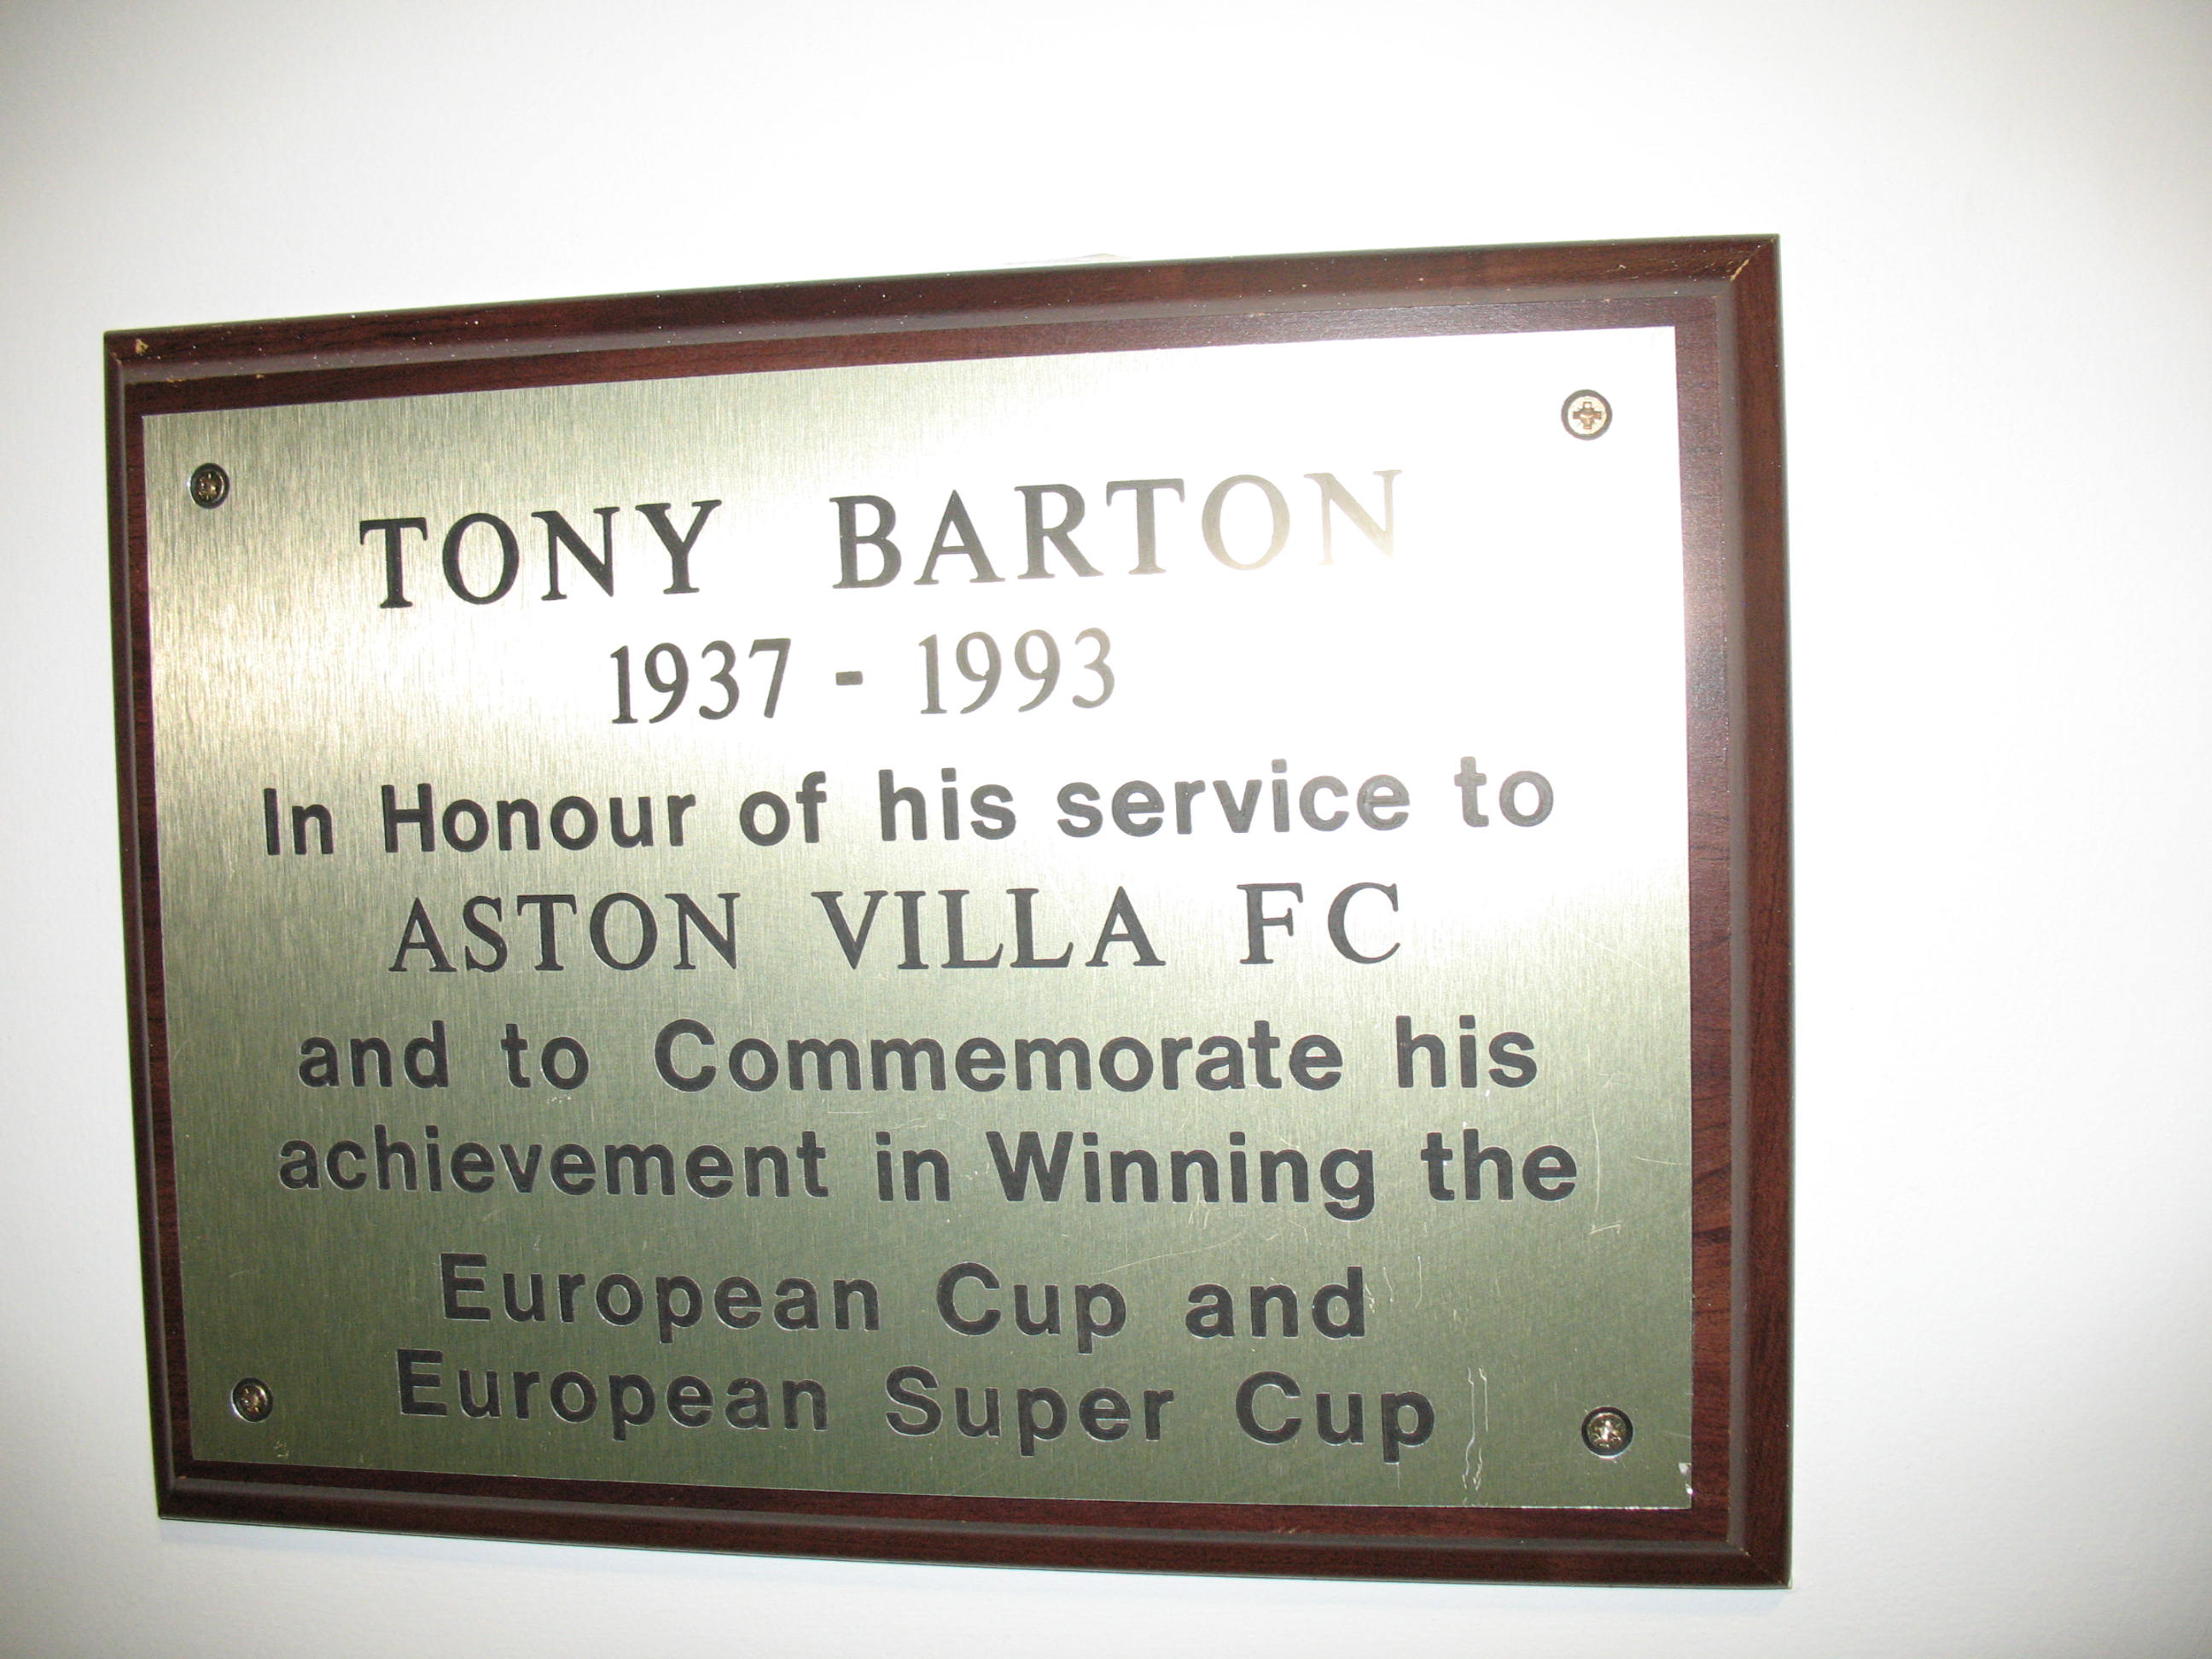 TONY BARTON
1937 - 1993
In Honour of his service to
ASTON VILLA FC
and to Commemorate his
achievement in Winning the
European Cup and
European Super Cup